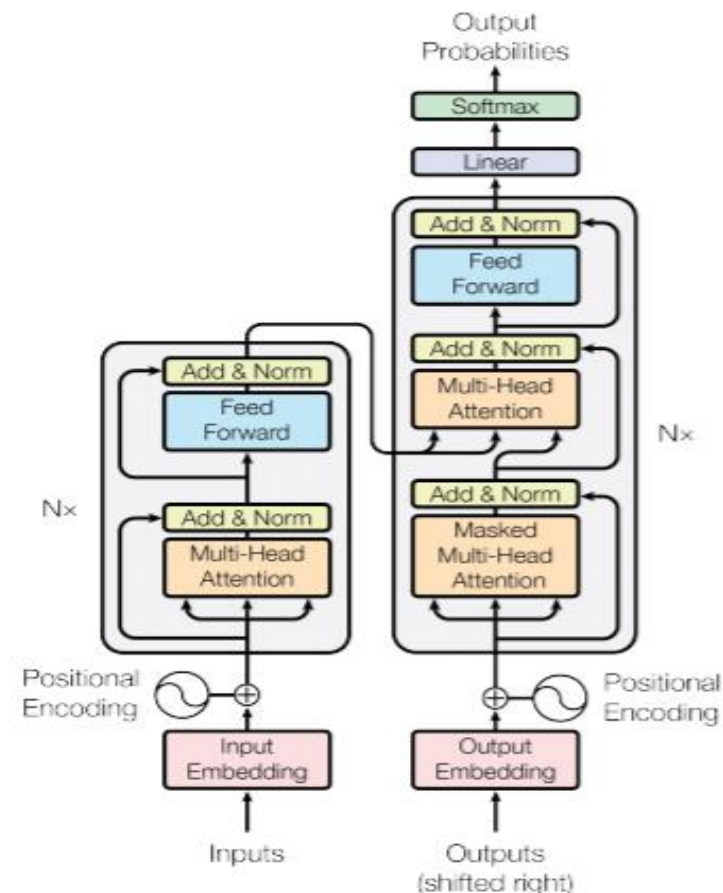 Output
Probabilities
Softmax
Linear
Add & Norm
Feed
Forward
Add & Norm
Multi-Head
Attention
Nx
Add & Norm
Masked
Multi-Head
Attention
Positional
Encoding
Output
Embedding
Outputs
(shifted right)
Add & Norm
Feed
Forward
Nx
Add & Norm
Multi-Head
Attention
Positional
Encoding
Input
Embedding
Inputs